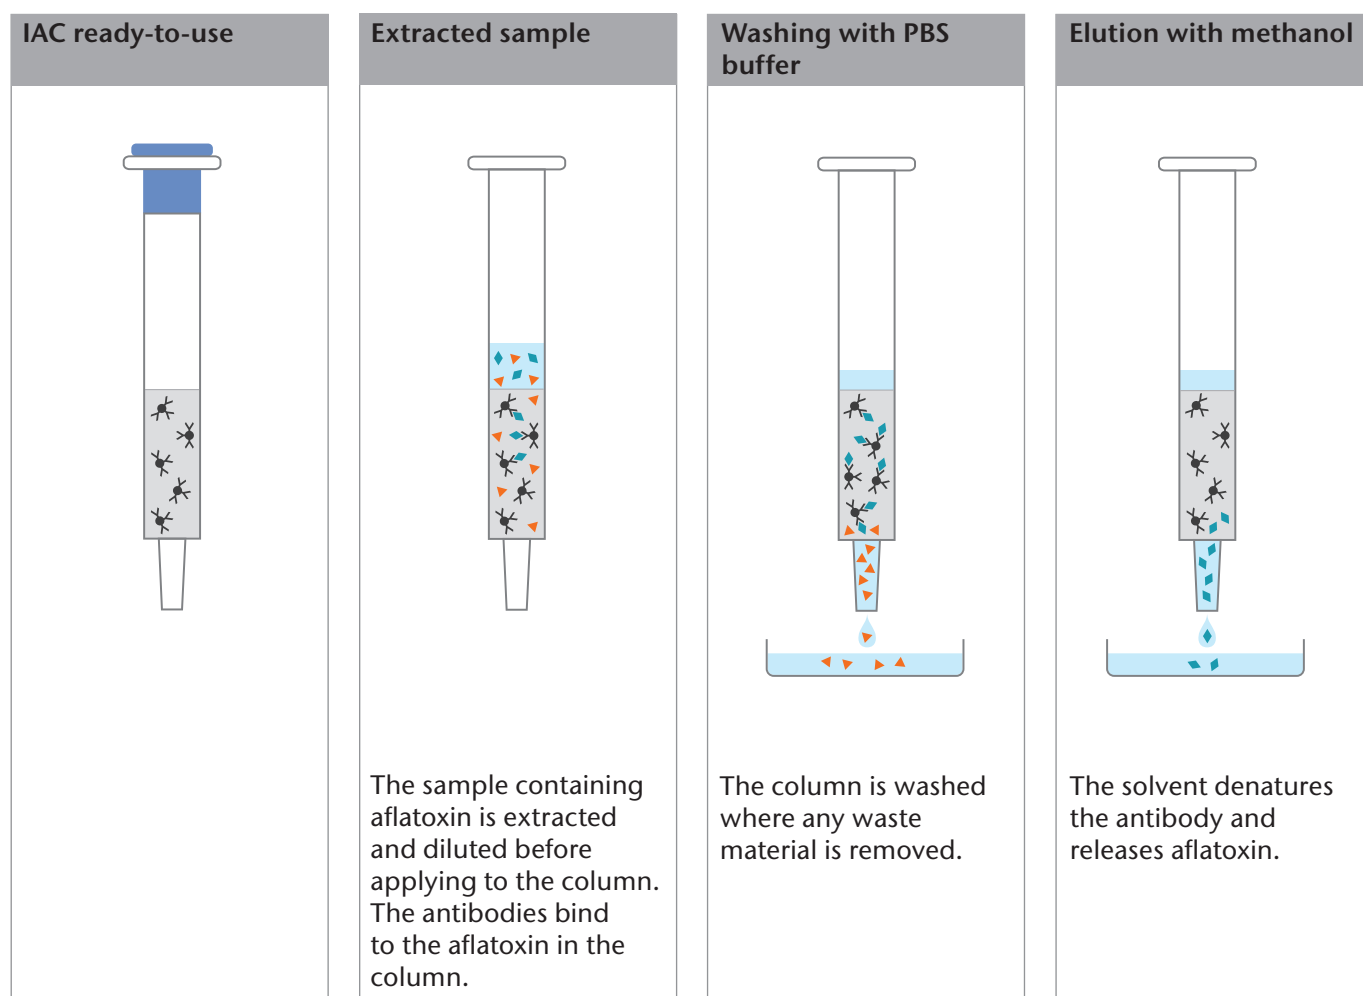 IAC ready-to-use
Extracted sample
Washing with PBS
buffer
Elution with methanol
The sample containing
aflatoxin is extracted
and diluted before
applying to the column.
The antibodies bind
to the aflatoxin in the
column.
The column is washed
where any waste
material is removed.
The solvent denatures
the antibody and
releases aflatoxin.